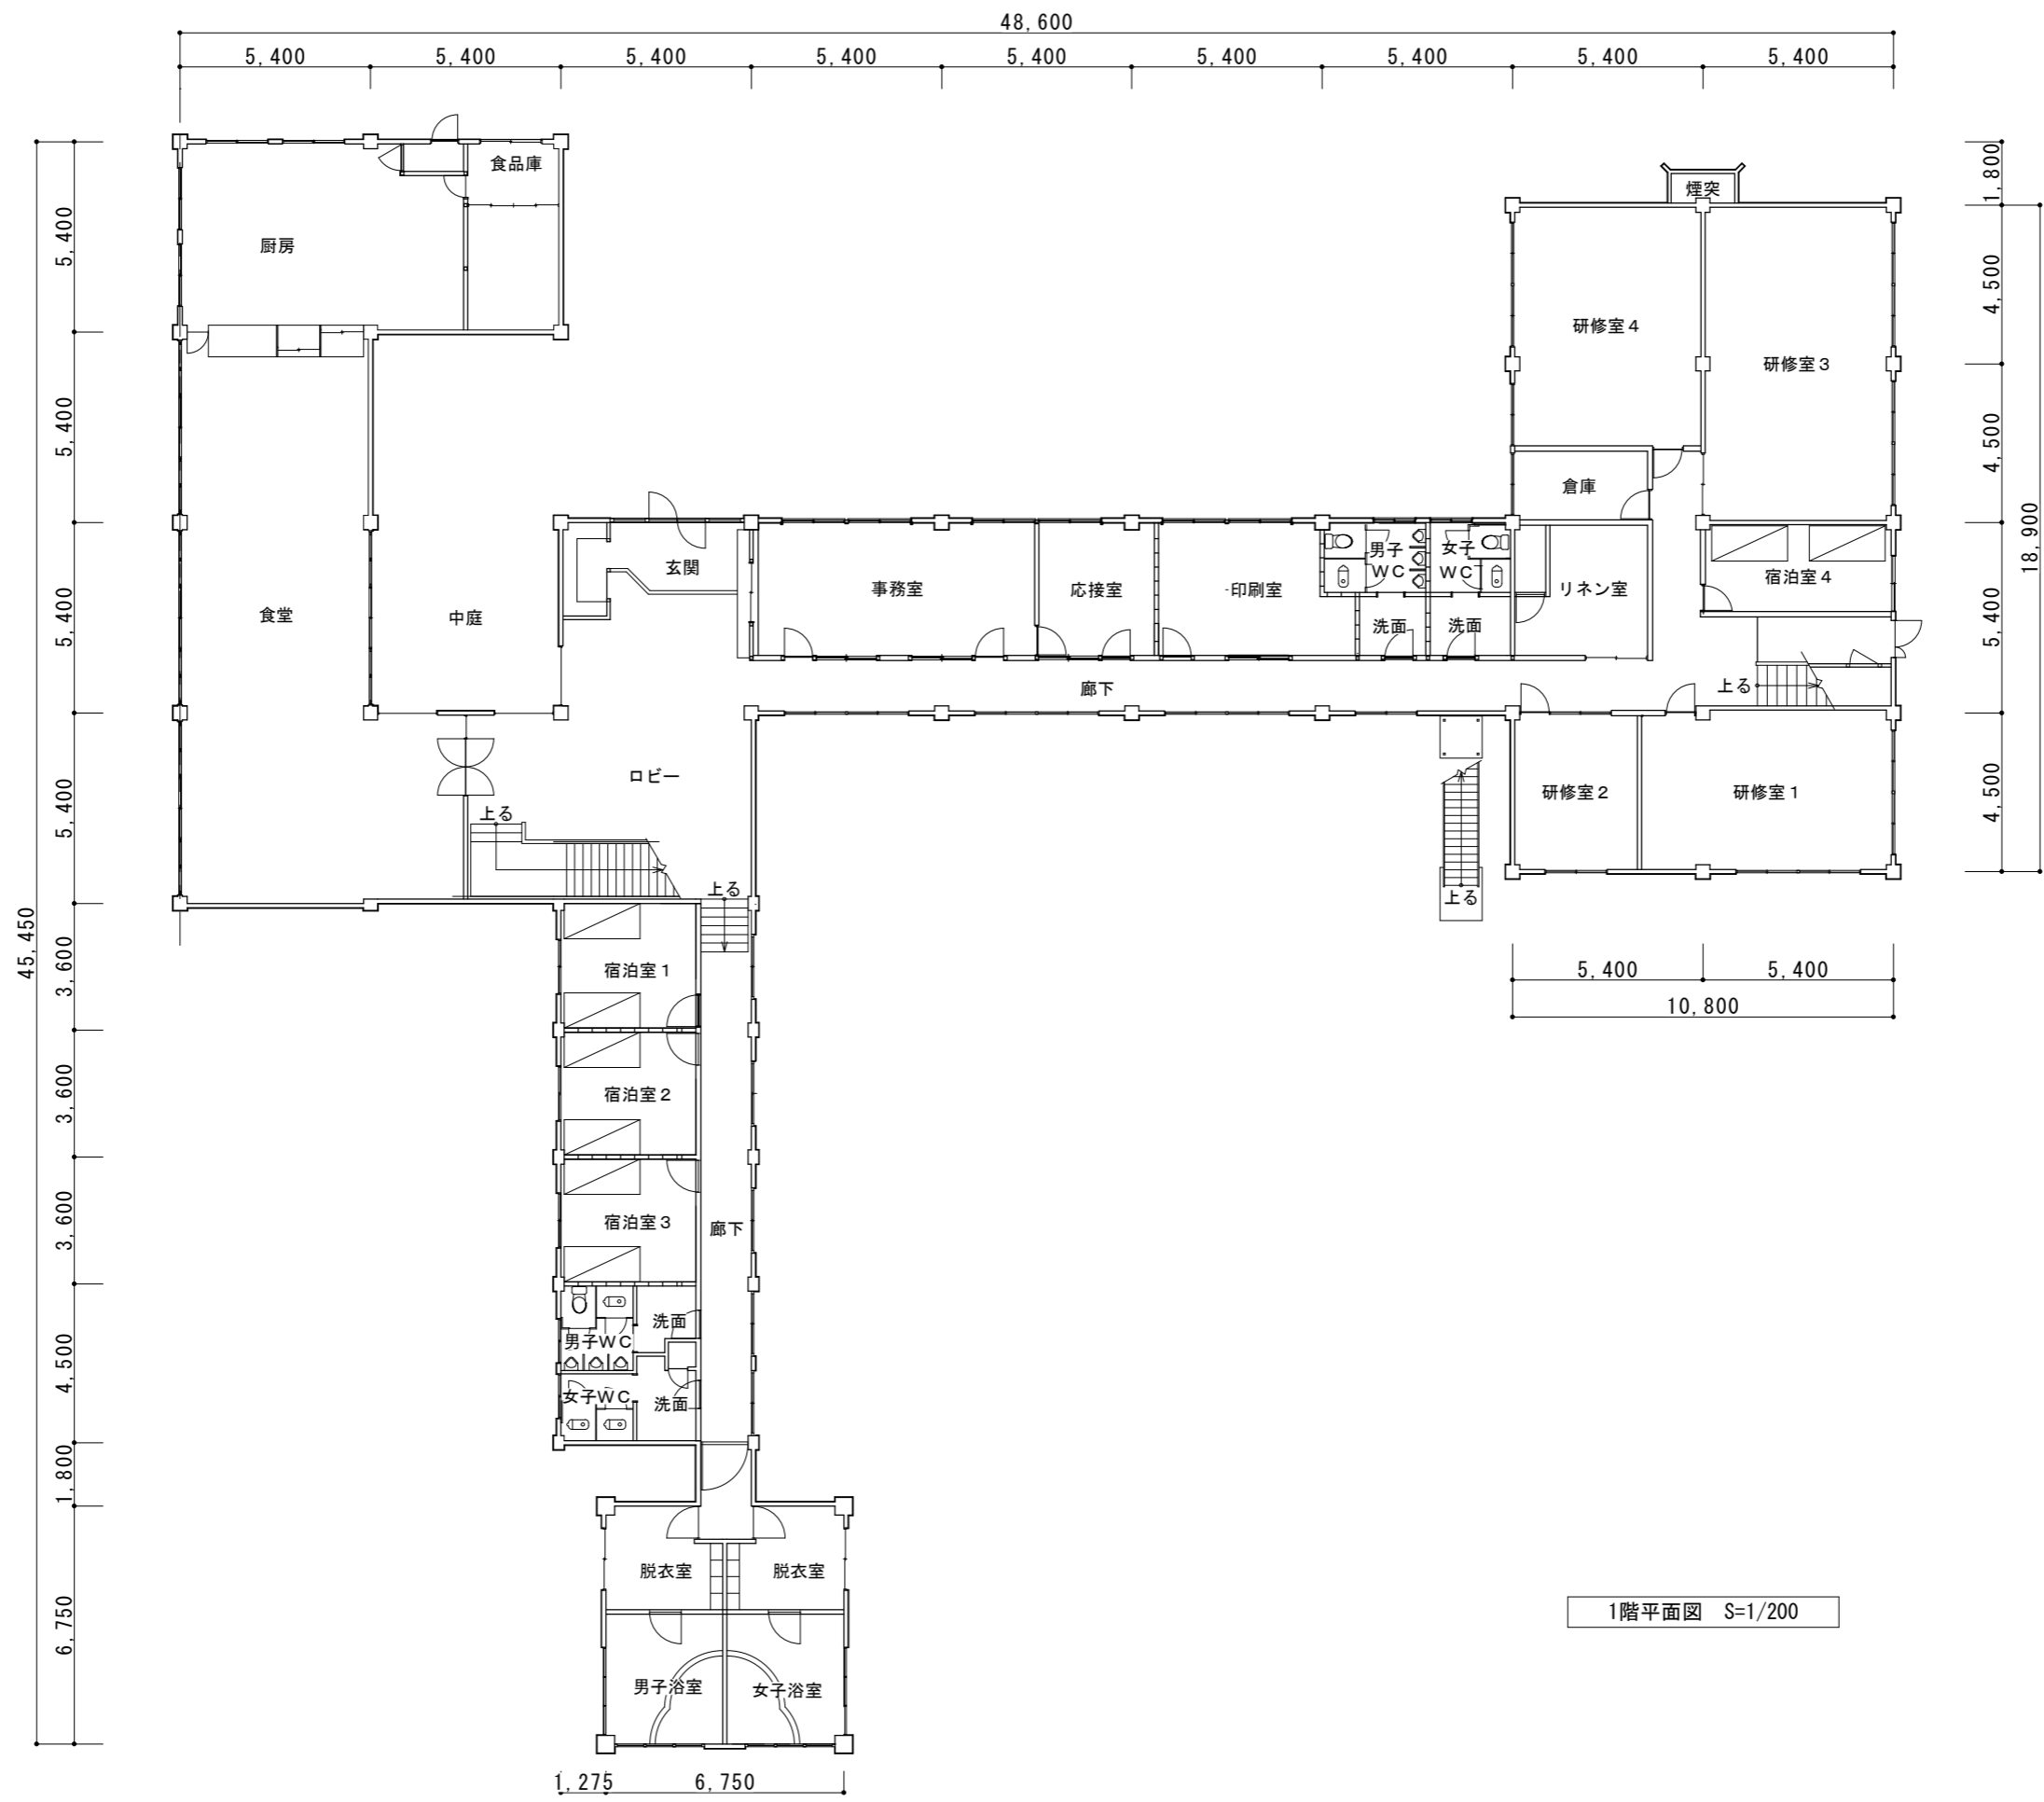 48,600
5,400 5,400 5,400 5,400 5,400 5,400 5,400 5,400 5,400
45,450
5,400
5,400
5,400
5,400
3,600
3,600
3,600
4,500
1,800
6,750
1,800
4,500
4,500
5,400
4,500
18,900
食品庫
厨房
煙突
研修室4
研修室3
倉庫
玄関
事務室
応接室
印刷室
男子
WC
女子
WC
洗面
洗面
リネン室
宿泊室4
食堂
中庭
廊下
上る
ロビー
上る
上る
研修室2
研修室1
上る
5,400 5,400
10,800
宿泊室1
宿泊室2
宿泊室3
廊下
洗面
男子WC
女子WC
洗面
脱衣室
脱衣室
男子浴室
女子浴室
1,275 6,750
1階平面図 S=1/200